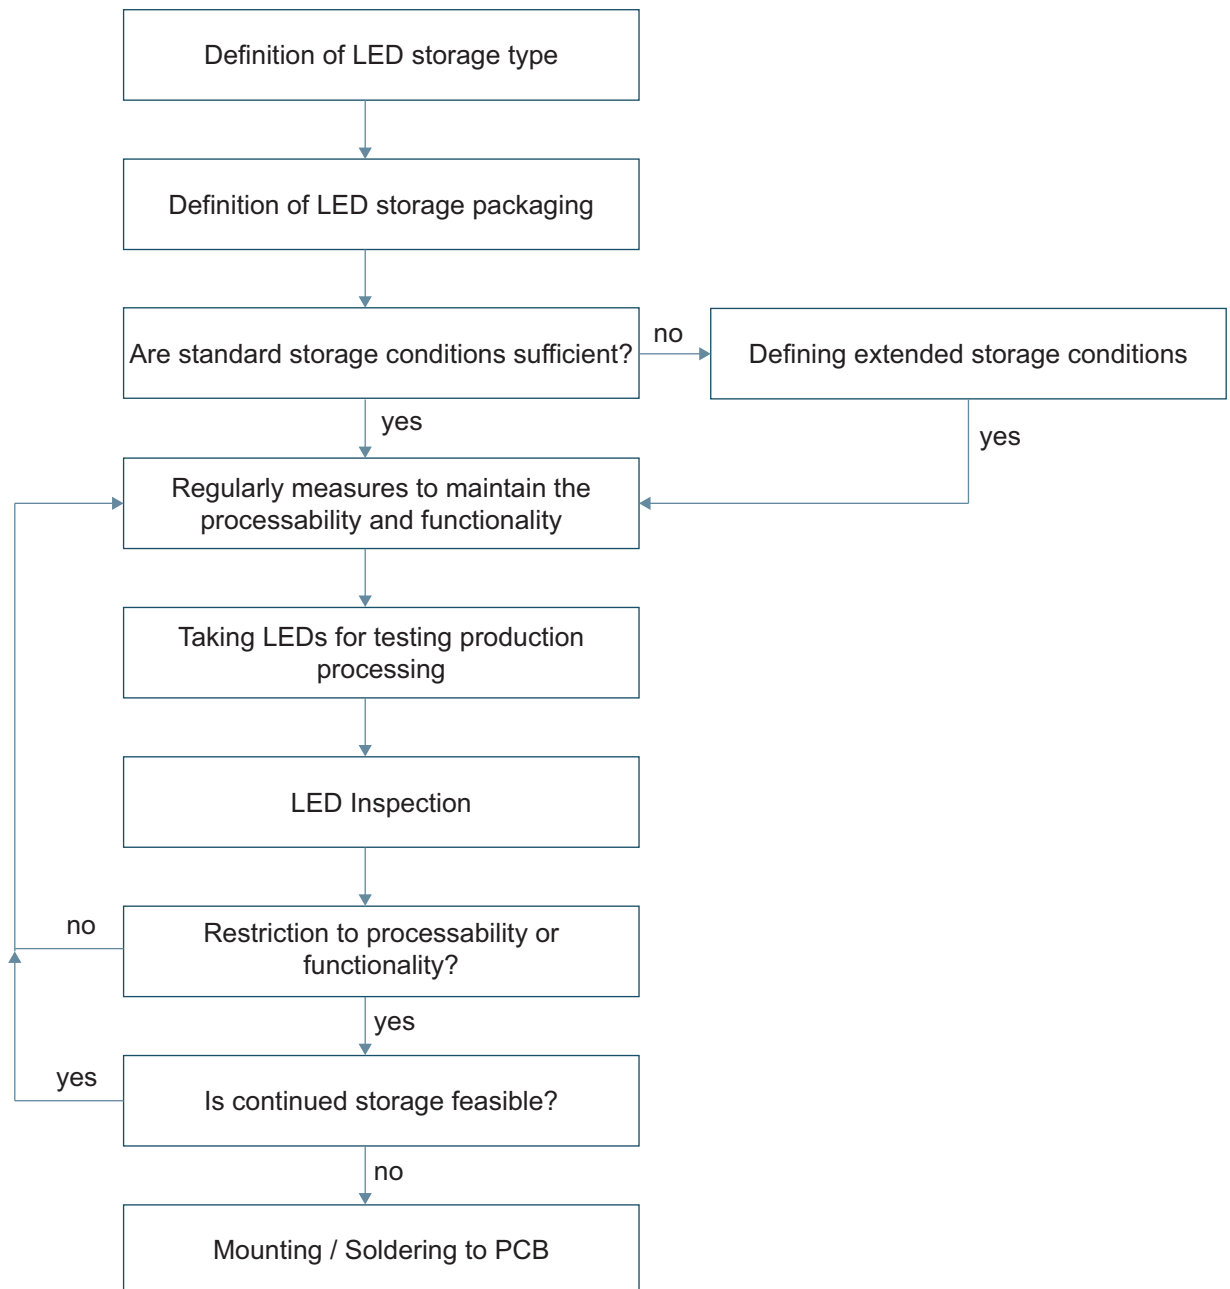 Definition of LED storage type
Definition of LED storage packaging
Are standard storage conditions sufficient?
no
Defining extended storage conditions
yes
yes
Regularly measures to maintain the
processability and functionality
Taking LEDs for testing production
processing
LED Inspection
no
Restriction to processability or
functionality?
yes
yes
Is continued storage feasible?
no
Mounting / Soldering to PCB